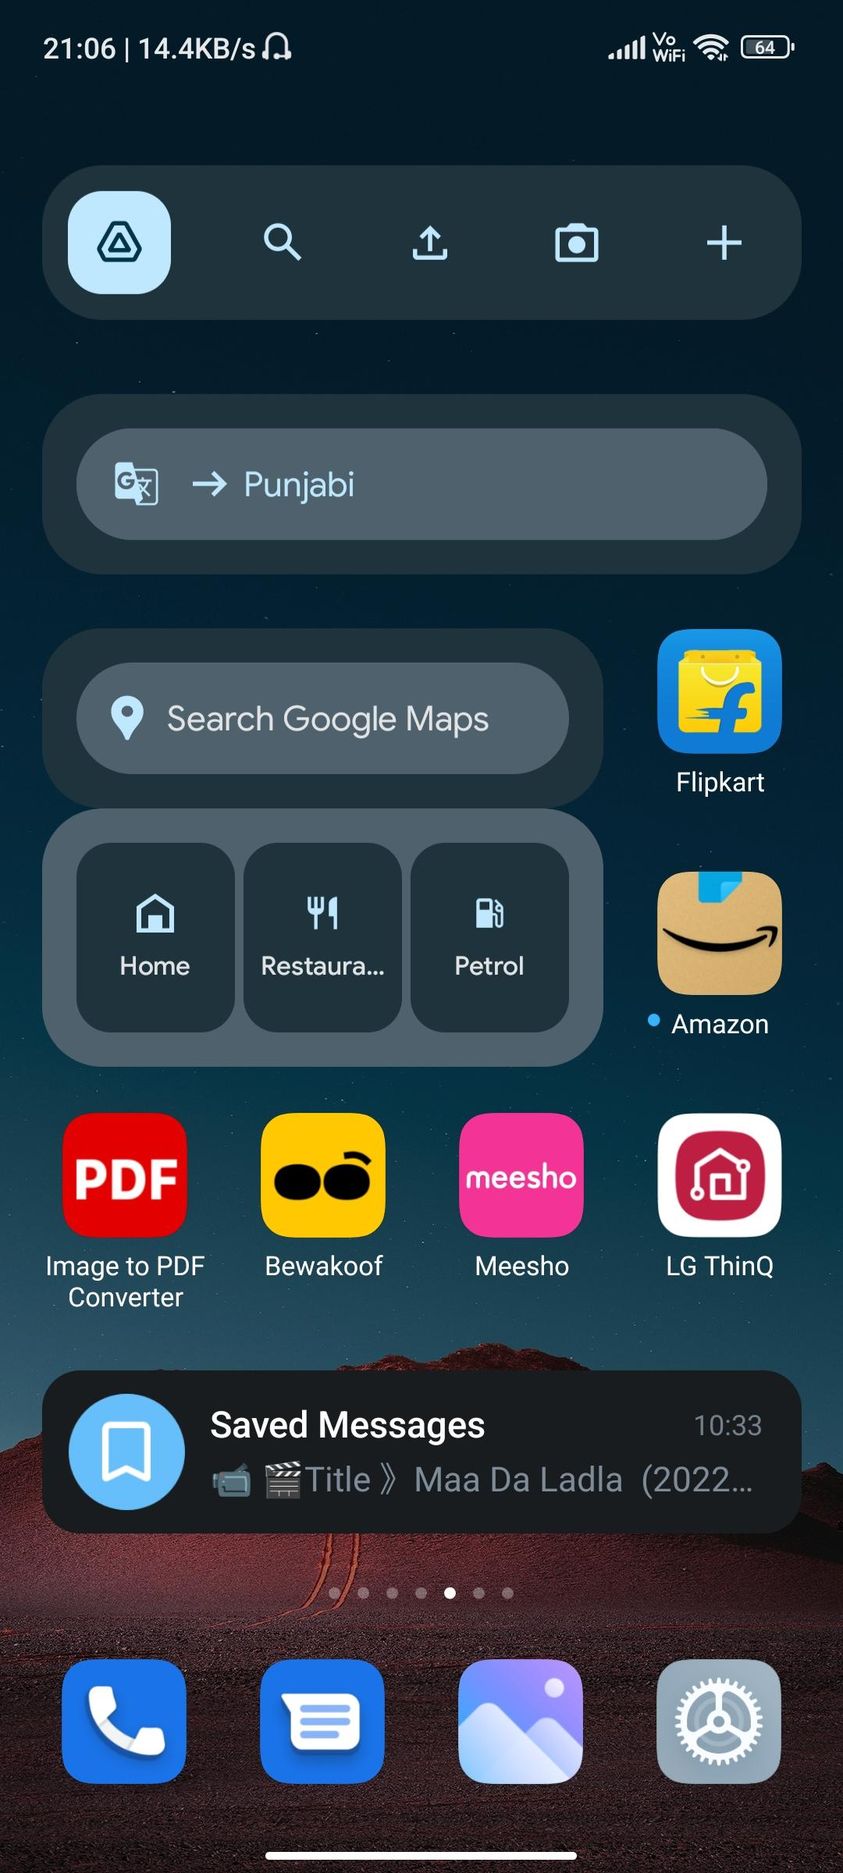 21:06 | 14.4KB/s
Vo
WiFi
64
→ Punjabi
Search Google Maps
Flipkart
Home
Restaura...
Petrol
Amazon
PDF
meesho
Image to PDF
Converter
Bewakoof
Meesho
LG ThinQ
Saved Messages
10:33
📹 🎬Title 》 Maa Da Ladla (2022...